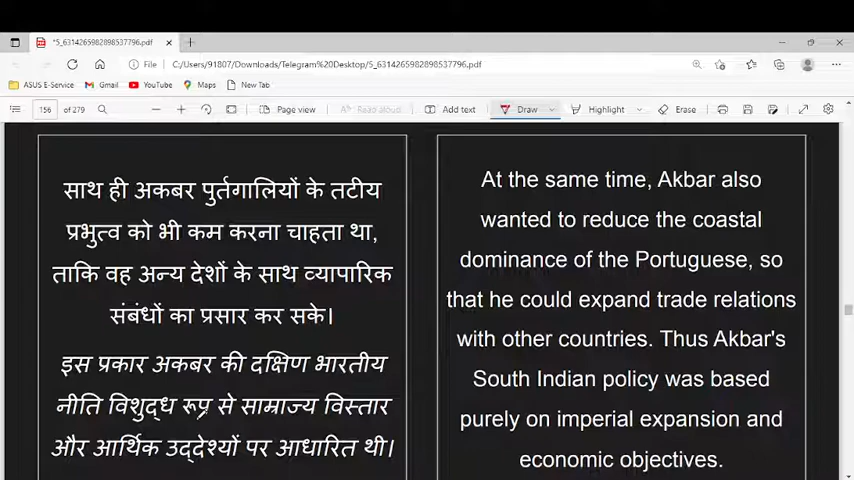 *5_6314265982898537796.pdf
File
C:/Users/91807/Downloads/Telegram%20Desktop/5_6314265982898537796.pdf
ASUS E-Service
Gmail
YouTube
Maps
New Tab
156 of 279
Page view
Read aloud
Add text
Draw
Highlight
Erase
साथ ही अकबर पुर्तगालियों के तटीय
प्रभुत्व को भी कम करना चाहता था,
ताकि वह अन्य देशों के साथ व्यापारिक
संबंधों का प्रसार कर सके।
इस प्रकार अकबर की दक्षिण भारतीय
नीति विशुद्ध रूप से साम्राज्य विस्तार
और आर्थिक उद्देश्यों पर आधारित थी।
At the same time, Akbar also
wanted to reduce the coastal
dominance of the Portuguese, so
that he could expand trade relations
with other countries. Thus Akbar's
South Indian policy was based
purely on imperial expansion and
economic objectives.